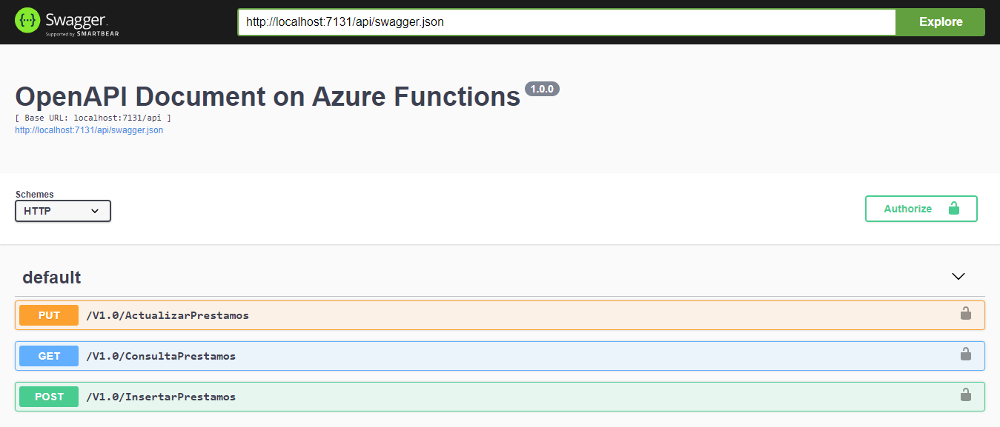 {···} Swagger.
Supported by SMARTBEAR
http://localhost:7131/api/swagger.json
Explore
OpenAPI Document on Azure Functions 1.0.0
[ Base URL: localhost:7131/api ]
http://localhost:7131/api/swagger.json
Schemes
HTTP
Authorize
default
PUT /V1.0/ActualizarPrestamos
GET /V1.0/ConsultaPrestamos
POST /V1.0/InsertarPrestamos